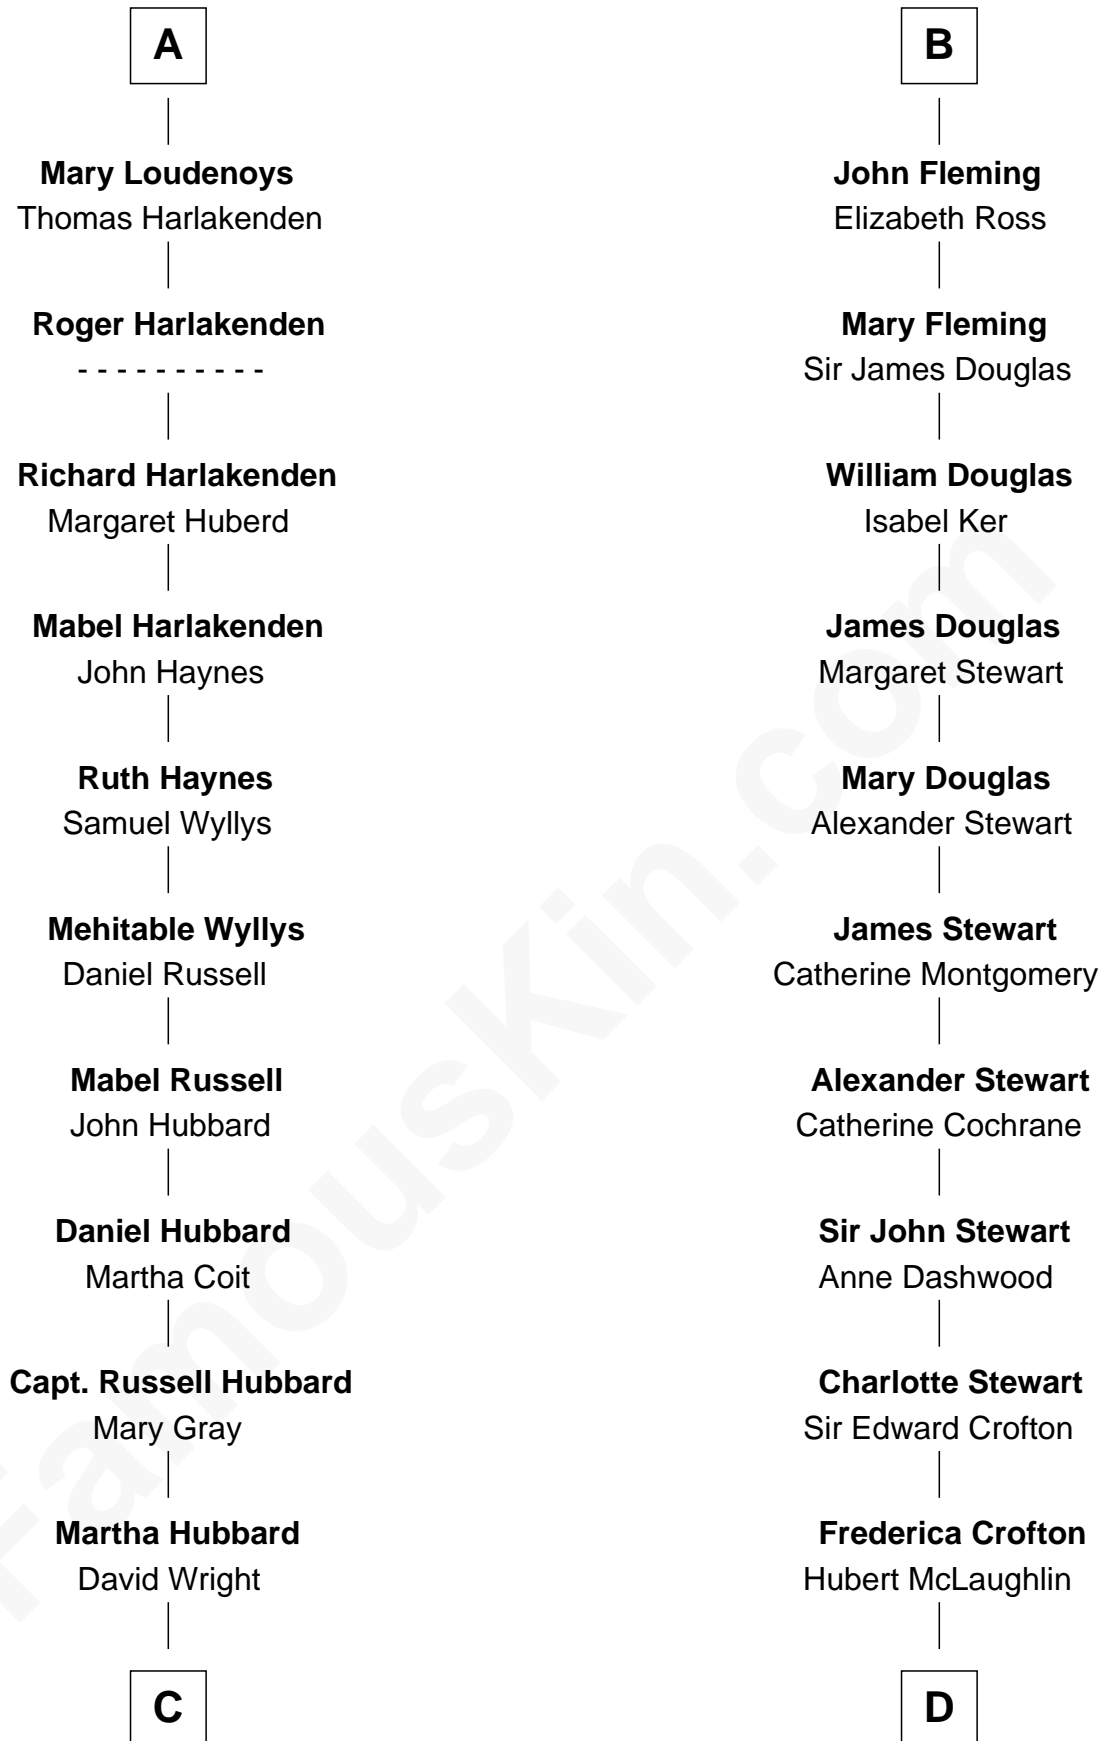 A
Mary Loudenoys
Thomas Harlakenden
Roger Harlakenden
- - - - - - - - - -
Richard Harlakenden
Margaret Huberd
Mabel Harlakenden
John Haynes
Ruth Haynes
Samuel Wyllys
Mehitable Wyllys
Daniel Russell
Mabel Russell
John Hubbard
Daniel Hubbard
Martha Coit
Capt. Russell Hubbard
Mary Gray
Martha Hubbard
David Wright
C
B
John Fleming
Elizabeth Ross
Mary Fleming
Sir James Douglas
William Douglas
Isabel Ker
James Douglas
Margaret Stewart
Mary Douglas
Alexander Stewart
James Stewart
Catherine Montgomery
Alexander Stewart
Catherine Cochrane
Sir John Stewart
Anne Dashwood
Charlotte Stewart
Sir Edward Crofton
Frederica Crofton
Hubert McLaughlin
D
FamousKin.com